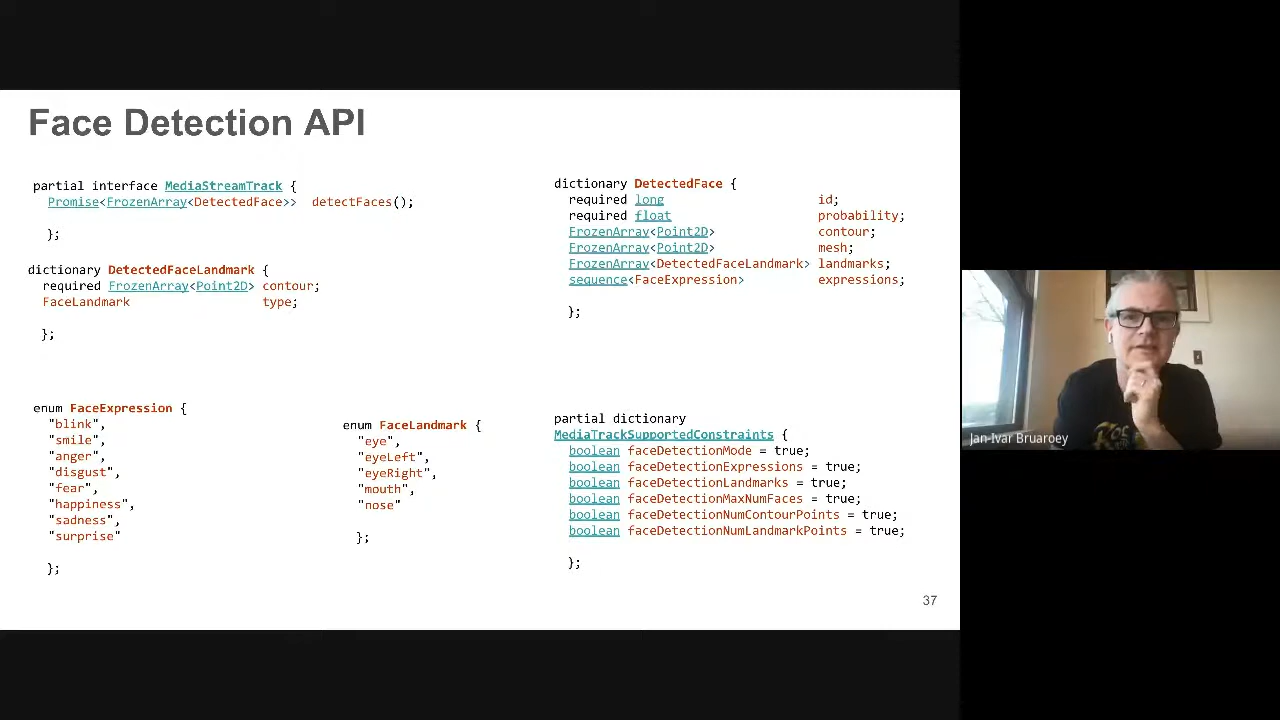 Face Detection API
partial interface MediaStreamTrack {
Promise<FrozenArray<DetectedFace>> detectFaces();
};
dictionary DetectedFaceLandmark {
required FrozenArray<Point2D> contour;
FaceLandmark type;
};
enum FaceExpression {
"blink",
"smile",
"anger",
"disgust",
"fear",
"happiness",
"sadness",
"surprise"
};
enum FaceLandmark {
"eye",
"eyeLeft",
"eyeRight",
"mouth",
"nose"
};
dictionary DetectedFace {
required long id;
required float probability;
FrozenArray<Point2D> contour;
FrozenArray<Point2D> mesh;
FrozenArray<DetectedFaceLandmark> landmarks;
sequence<FaceExpression> expressions;
};
partial dictionary
MediaTrackSupportedConstraints {
boolean faceDetectionMode = true;
boolean faceDetectionExpressions = true;
boolean faceDetectionLandmarks = true;
boolean faceDetectionMaxNumFaces = true;
boolean faceDetectionNumContourPoints = true;
boolean faceDetectionNumLandmarkPoints = true;
};
37
Jan-Ivar Bruaroey